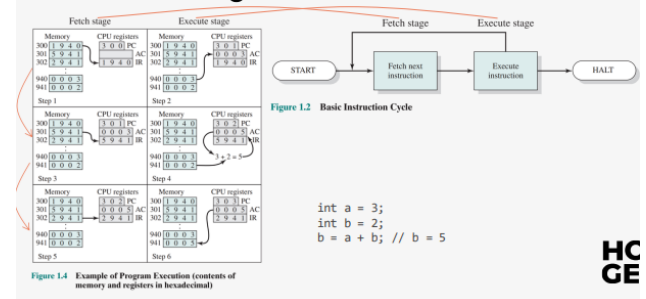 Fetch stage Execute stage
Memory CPU registers Memory CPU registers
300 1 9 4 0 3 0 0 PC 300 1 9 4 0 3 0 1 PC
301 5 9 4 1 AC 301 5 9 4 1 0 0 0 3 AC
302 2 9 4 1 1 9 4 0 IR 302 2 9 4 1 1 9 4 0 IR
940 0 0 0 3 940 0 0 0 3
941 0 0 0 2 941 0 0 0 2
Step 1 Step 2
Memory CPU registers Memory CPU registers
300 1 9 4 0 3 0 1 PC 300 1 9 4 0 3 0 2 PC
301 5 9 4 1 0 0 0 3 AC 301 5 9 4 1 0 0 0 5 AC
302 2 9 4 1 5 9 4 1 IR 302 2 9 4 1 5 9 4 1 IR
940 0 0 0 3 940 0 0 0 3 3 + 2 = 5
941 0 0 0 2 941 0 0 0 2
Step 3 Step 4
Memory CPU registers Memory CPU registers
300 1 9 4 0 3 0 2 PC 300 1 9 4 0 3 0 3 PC
301 5 9 4 1 0 0 0 5 AC 301 5 9 4 1 0 0 0 5 AC
302 2 9 4 1 2 9 4 1 IR 302 2 9 4 1 2 9 4 1 IR
940 0 0 0 3 940 0 0 0 3
941 0 0 0 2 941 0 0 0 5
Step 5 Step 6
Figure 1.4 Example of Program Execution (contents of
memory and registers in hexadecimal)
Fetch stage Execute stage
START Fetch next instruction Execute instruction HALT
Figure 1.2 Basic Instruction Cycle
int a = 3;
int b = 2;
b = a + b; // b = 5
HO
GE